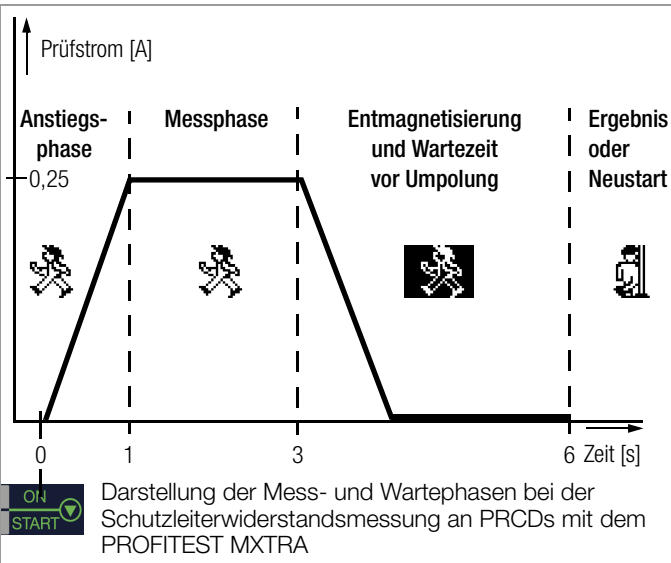 Prüfstrom [A]
Anstiegs-
phase
Messphase
Entmagnetisierung
und Wartezeit
vor Umpolung
Ergebnis
oder
Neustart
0,25
0
1
3
6
Zeit [s]
ON
START
Darstellung der Mess- und Wartephasen bei der
Schutzleiterwiderstandsmessung an PRCDs mit dem
PROFITEST MXTRA